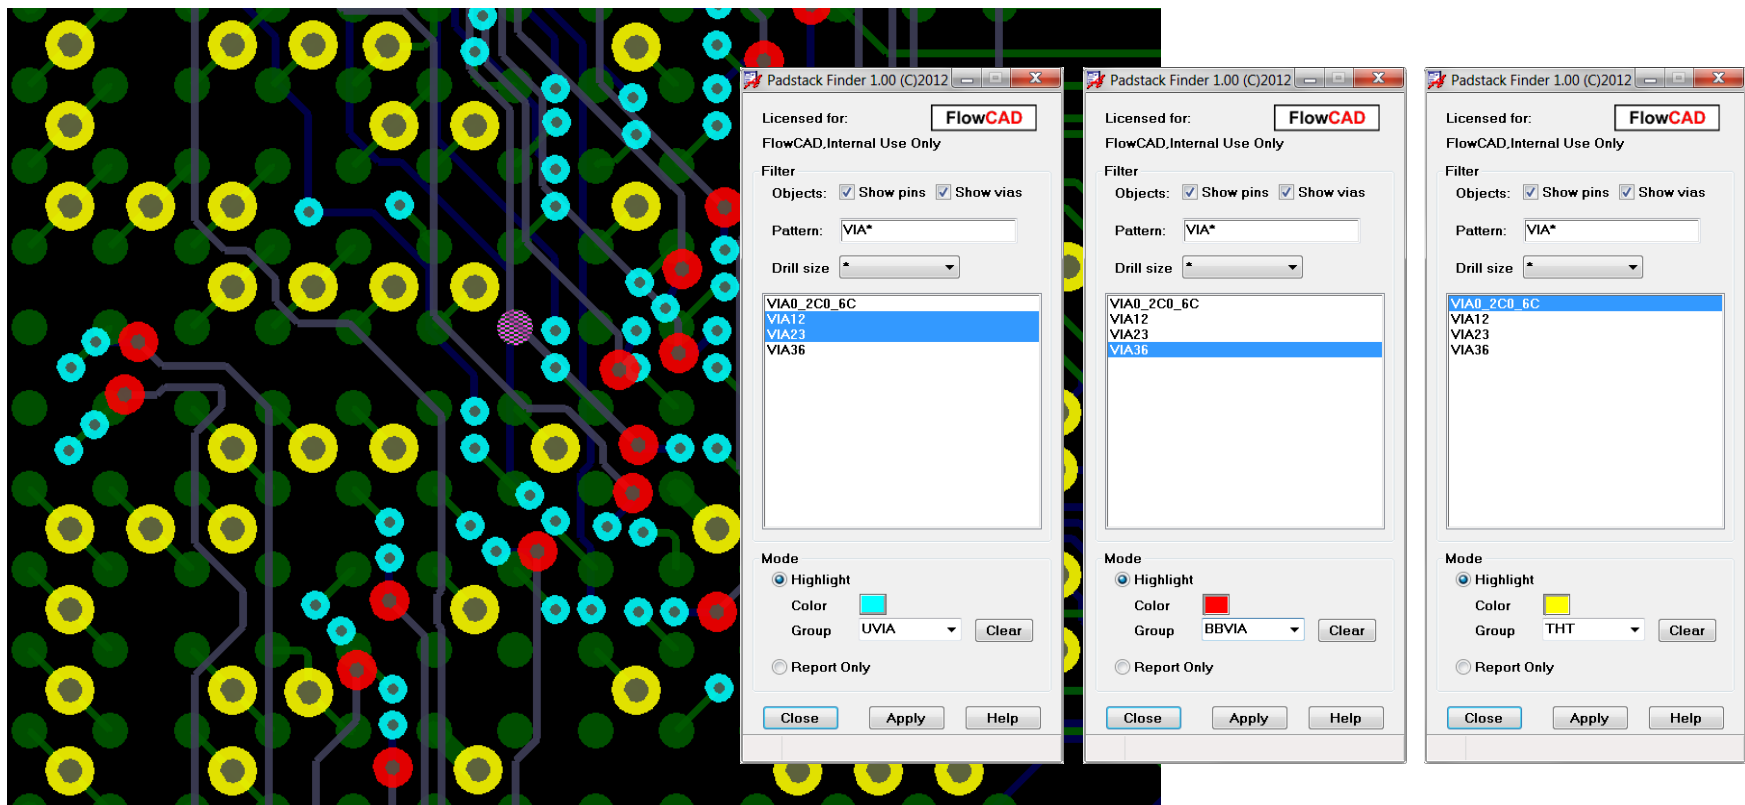 Padstack Finder 1.00 (C)2012
Licensed for:
FlowCAD
FlowCAD,Internal Use Only
Filter
Objects: Show pins Show vias
Pattern: VIA*
Drill size *
VIA0_2C0_6C
VIA12
VIA23
VIA36
Mode
Highlight
Color
Group UVIA Clear
Report Only
Close Apply Help
Padstack Finder 1.00 (C)2012
Licensed for:
FlowCAD
FlowCAD,Internal Use Only
Filter
Objects: Show pins Show vias
Pattern: VIA*
Drill size *
VIA0_2C0_6C
VIA12
VIA23
VIA36
Mode
Highlight
Color
Group BBVIA Clear
Report Only
Close Apply Help
Padstack Finder 1.00 (C)2012
Licensed for:
FlowCAD
FlowCAD,Internal Use Only
Filter
Objects: Show pins Show vias
Pattern: VIA*
Drill size *
VIA0_2C0_6C
VIA12
VIA23
VIA36
Mode
Highlight
Color
Group THT Clear
Report Only
Close Apply Help